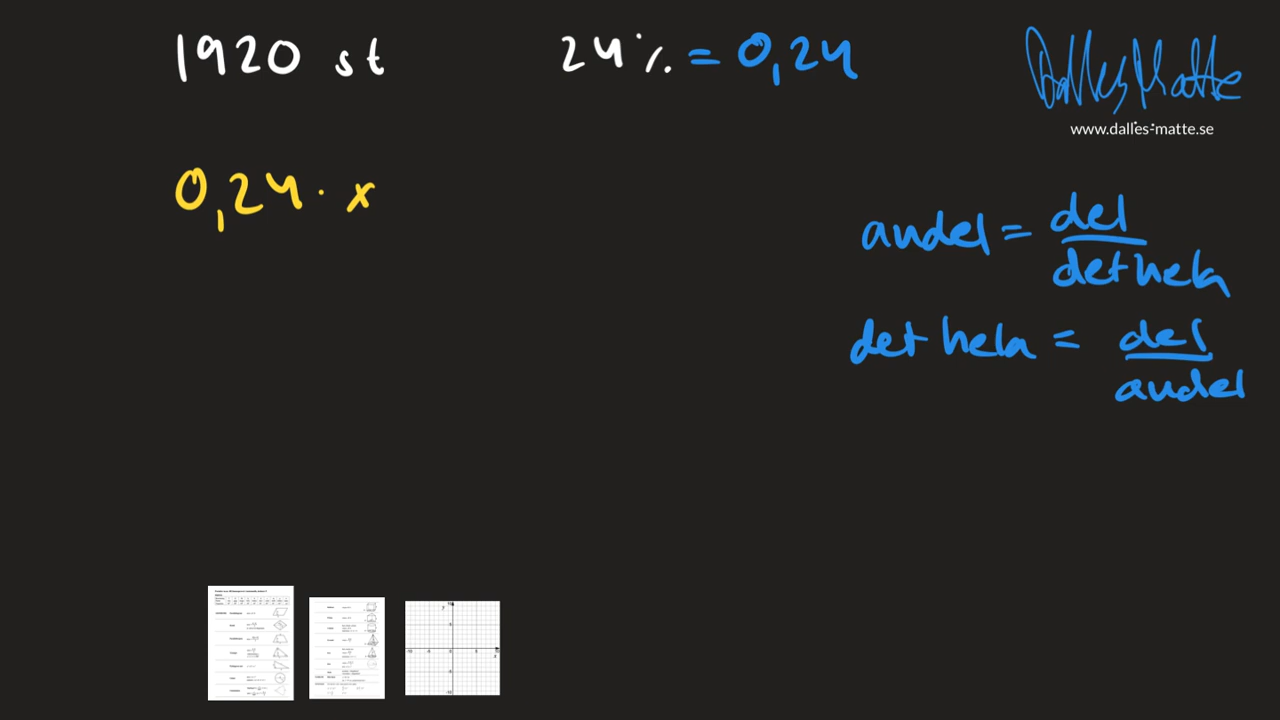 1920 st
24% = 0,24
Dalles Matte
www.dalles-matte.se
0,24 · x
andel = del / det hela
det hela = del / andel